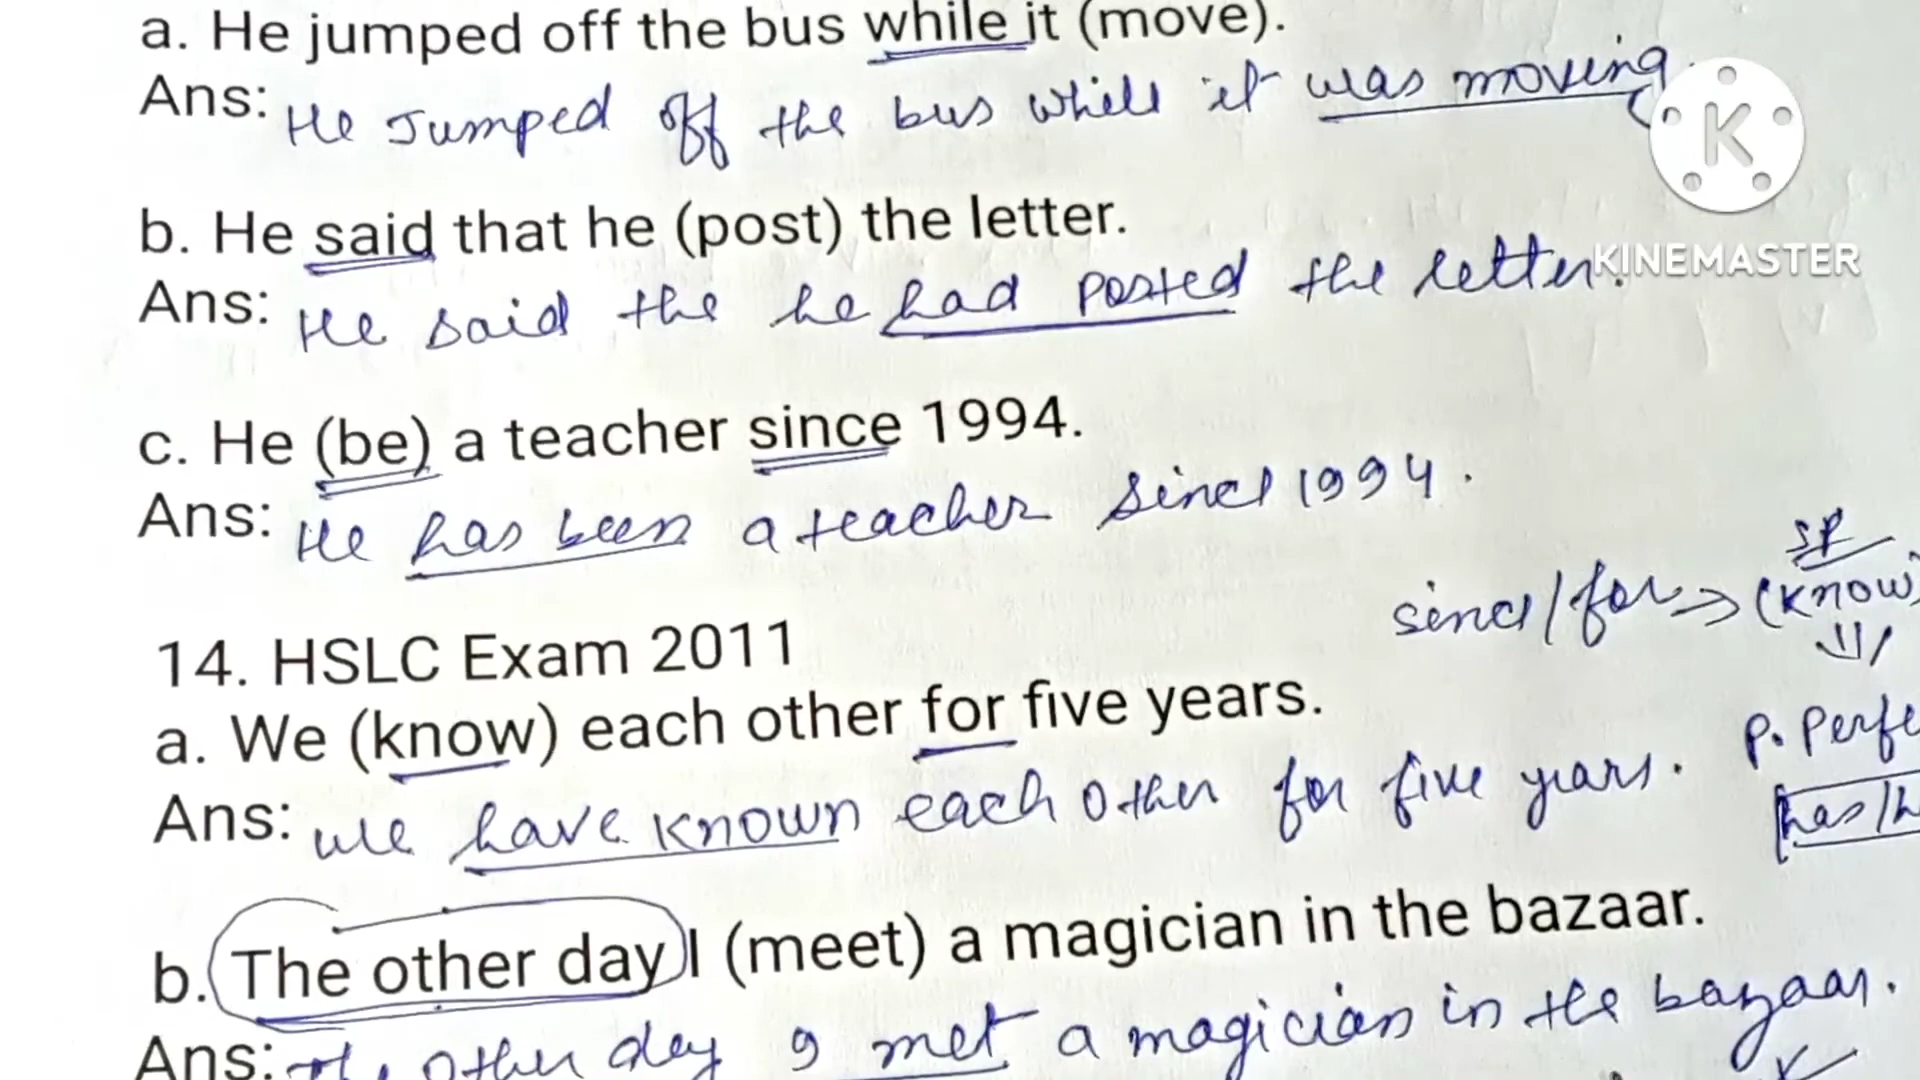 a. He jumped off the bus while it (move).
Ans: He Jumped off the bus while it was moving.
b. He said that he (post) the letter.
Ans: He said the he had posted the letter.
KINEMASTER
c. He (be) a teacher since 1994.
Ans: He has been a teacher since 1994.
SP
since/for ⇒ (know)
14. HSLC Exam 2011
a. We (know) each other for five years.
P. Perfe
Ans: We have known each other for five years.
has/h
b. The other day I (meet) a magician in the bazaar.
Ans: The other day I met a magician in the bazaar.